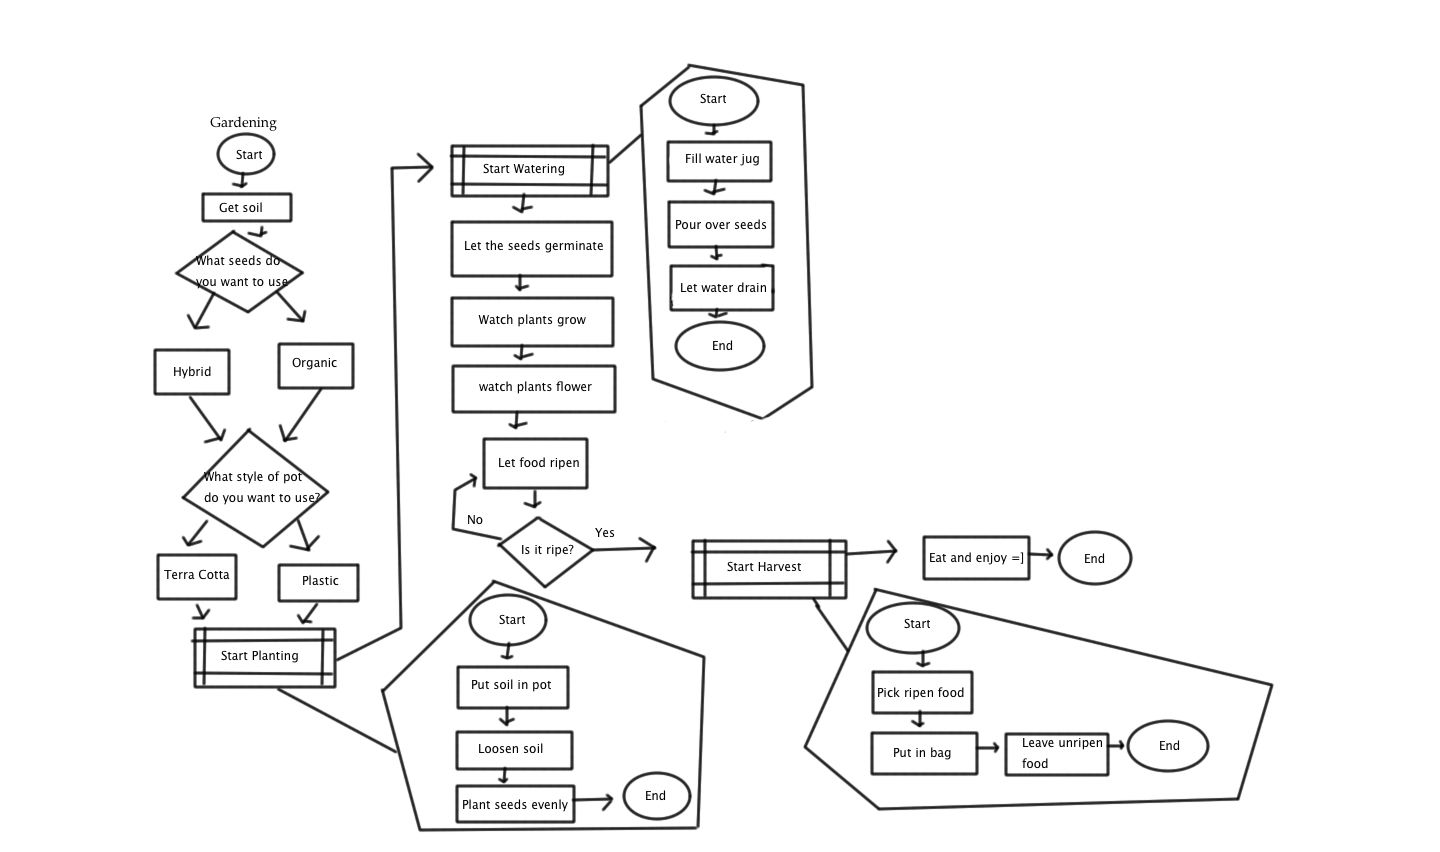 Gardening
Start
Get soil
What seeds do
you want to use
Hybrid
Organic
What style of pot
do you want to use?
Terra Cotta
Plastic
Start Planting
Start
Put soil in pot
Loosen soil
Plant seeds evenly
End
Start Watering
Start
Fill water jug
Pour over seeds
Let water drain
End
Let the seeds germinate
Watch plants grow
watch plants flower
Let food ripen
Is it ripe?
No
Yes
Start Harvest
Start
Pick ripen food
Put in bag
Leave unripen
food
End
Eat and enjoy =]
End